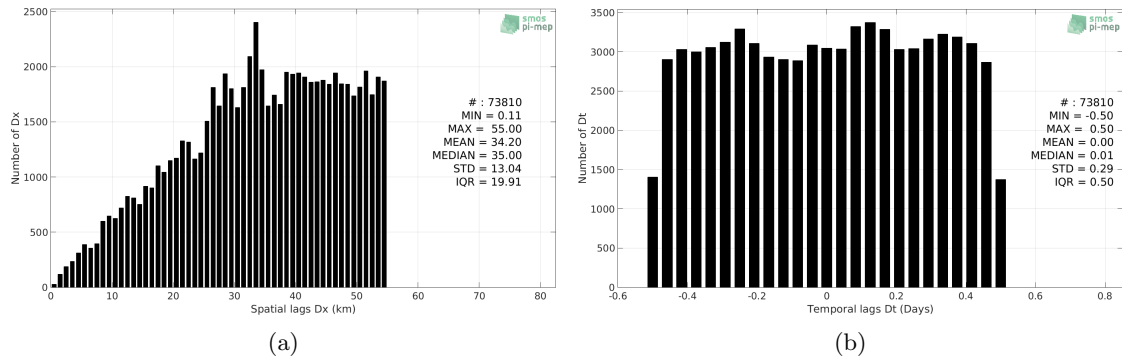 2500
2000
1500
1000
500
0
0
10
20
30
40
50
60
70
80
Number of Dx
Spatial lags Dx (km)
smos
pi-mep
# : 73810
MIN = 0.11
MAX = 55.00
MEAN = 34.20
MEDIAN = 35.00
STD = 13.04
IQR = 19.91
(a)
3500
3000
2500
2000
1500
1000
500
0
-0.6
-0.4
-0.2
0
0.2
0.4
0.6
0.8
Number of Dt
Temporal lags Dt (Days)
smos
pi-mep
# : 73810
MIN = -0.50
MAX = 0.50
MEAN = 0.00
MEDIAN = 0.01
STD = 0.29
IQR = 0.50
(b)